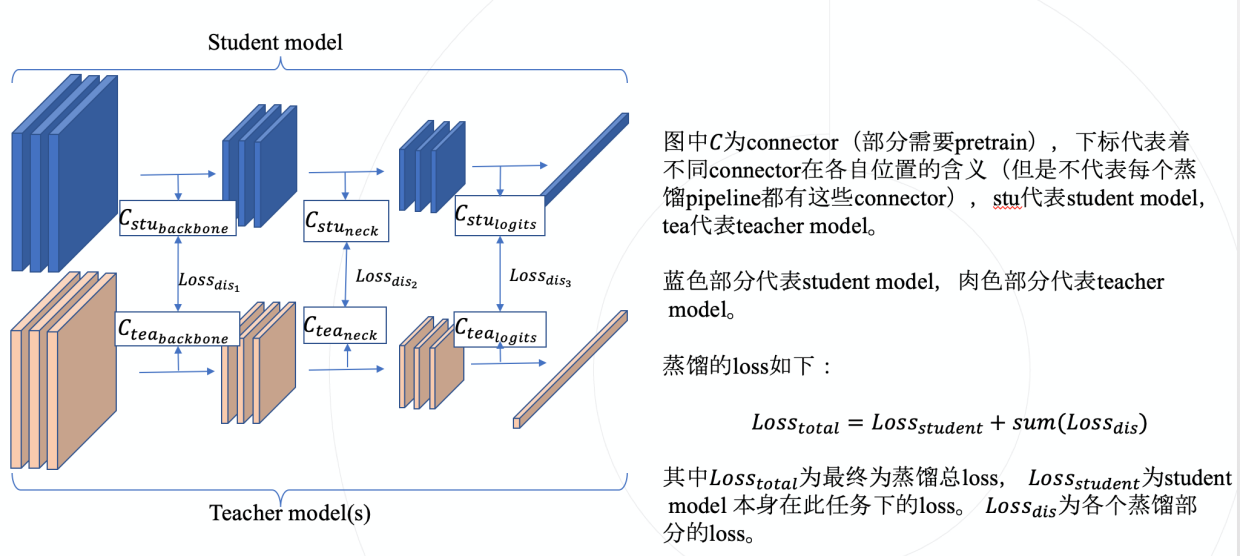 Student model
C_{stu_{backbone}}
C_{stu_{neck}}
C_{stu_{logits}}
Loss_{dis_1}
Loss_{dis_2}
Loss_{dis_3}
C_{tea_{backbone}}
C_{tea_{neck}}
C_{tea_{logits}}
Teacher model(s)
图中C为connector（部分需要pretrain），下标代表着
不同connector在各自位置的含义（但是不代表每个蒸
馏pipeline都有这些connector），stu代表student model,
tea代表teacher model。
蓝色部分代表student model，肉色部分代表teacher
model。
蒸馏的loss如下：
Loss_{total} = Loss_{student} + sum(Loss_{dis})
其中Loss_{total}为最终为蒸馏总loss， Loss_{student}为student
model 本身在此任务下的loss。 Loss_{dis}为各个蒸馏部
分的loss。